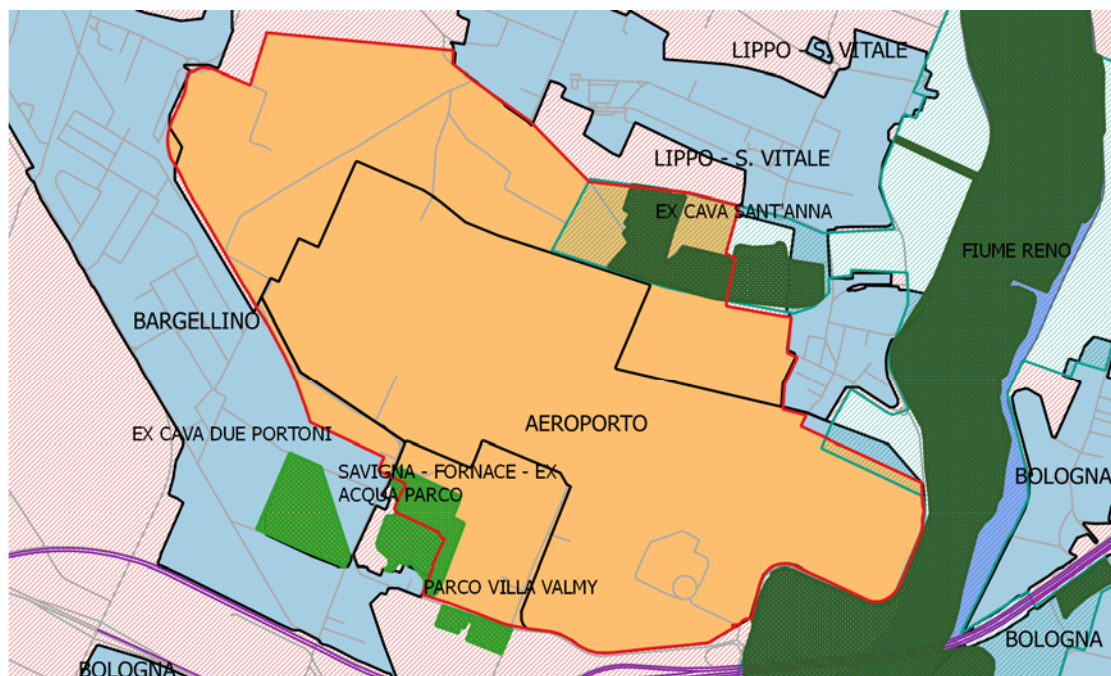 LIPPO - S. VITALE
LIPPO - S. VITALE
EX CAVA SANT'ANNA
FIUME RENO
BARGELLINO
AEROPORTO
EX CAVA DUE PORTONI
SAVIGNA - FORNACE - EX
ACQUA PARCO
BOLOGNA
PARCO VILLA VALMY
BOLOGNA
BOLOGNA